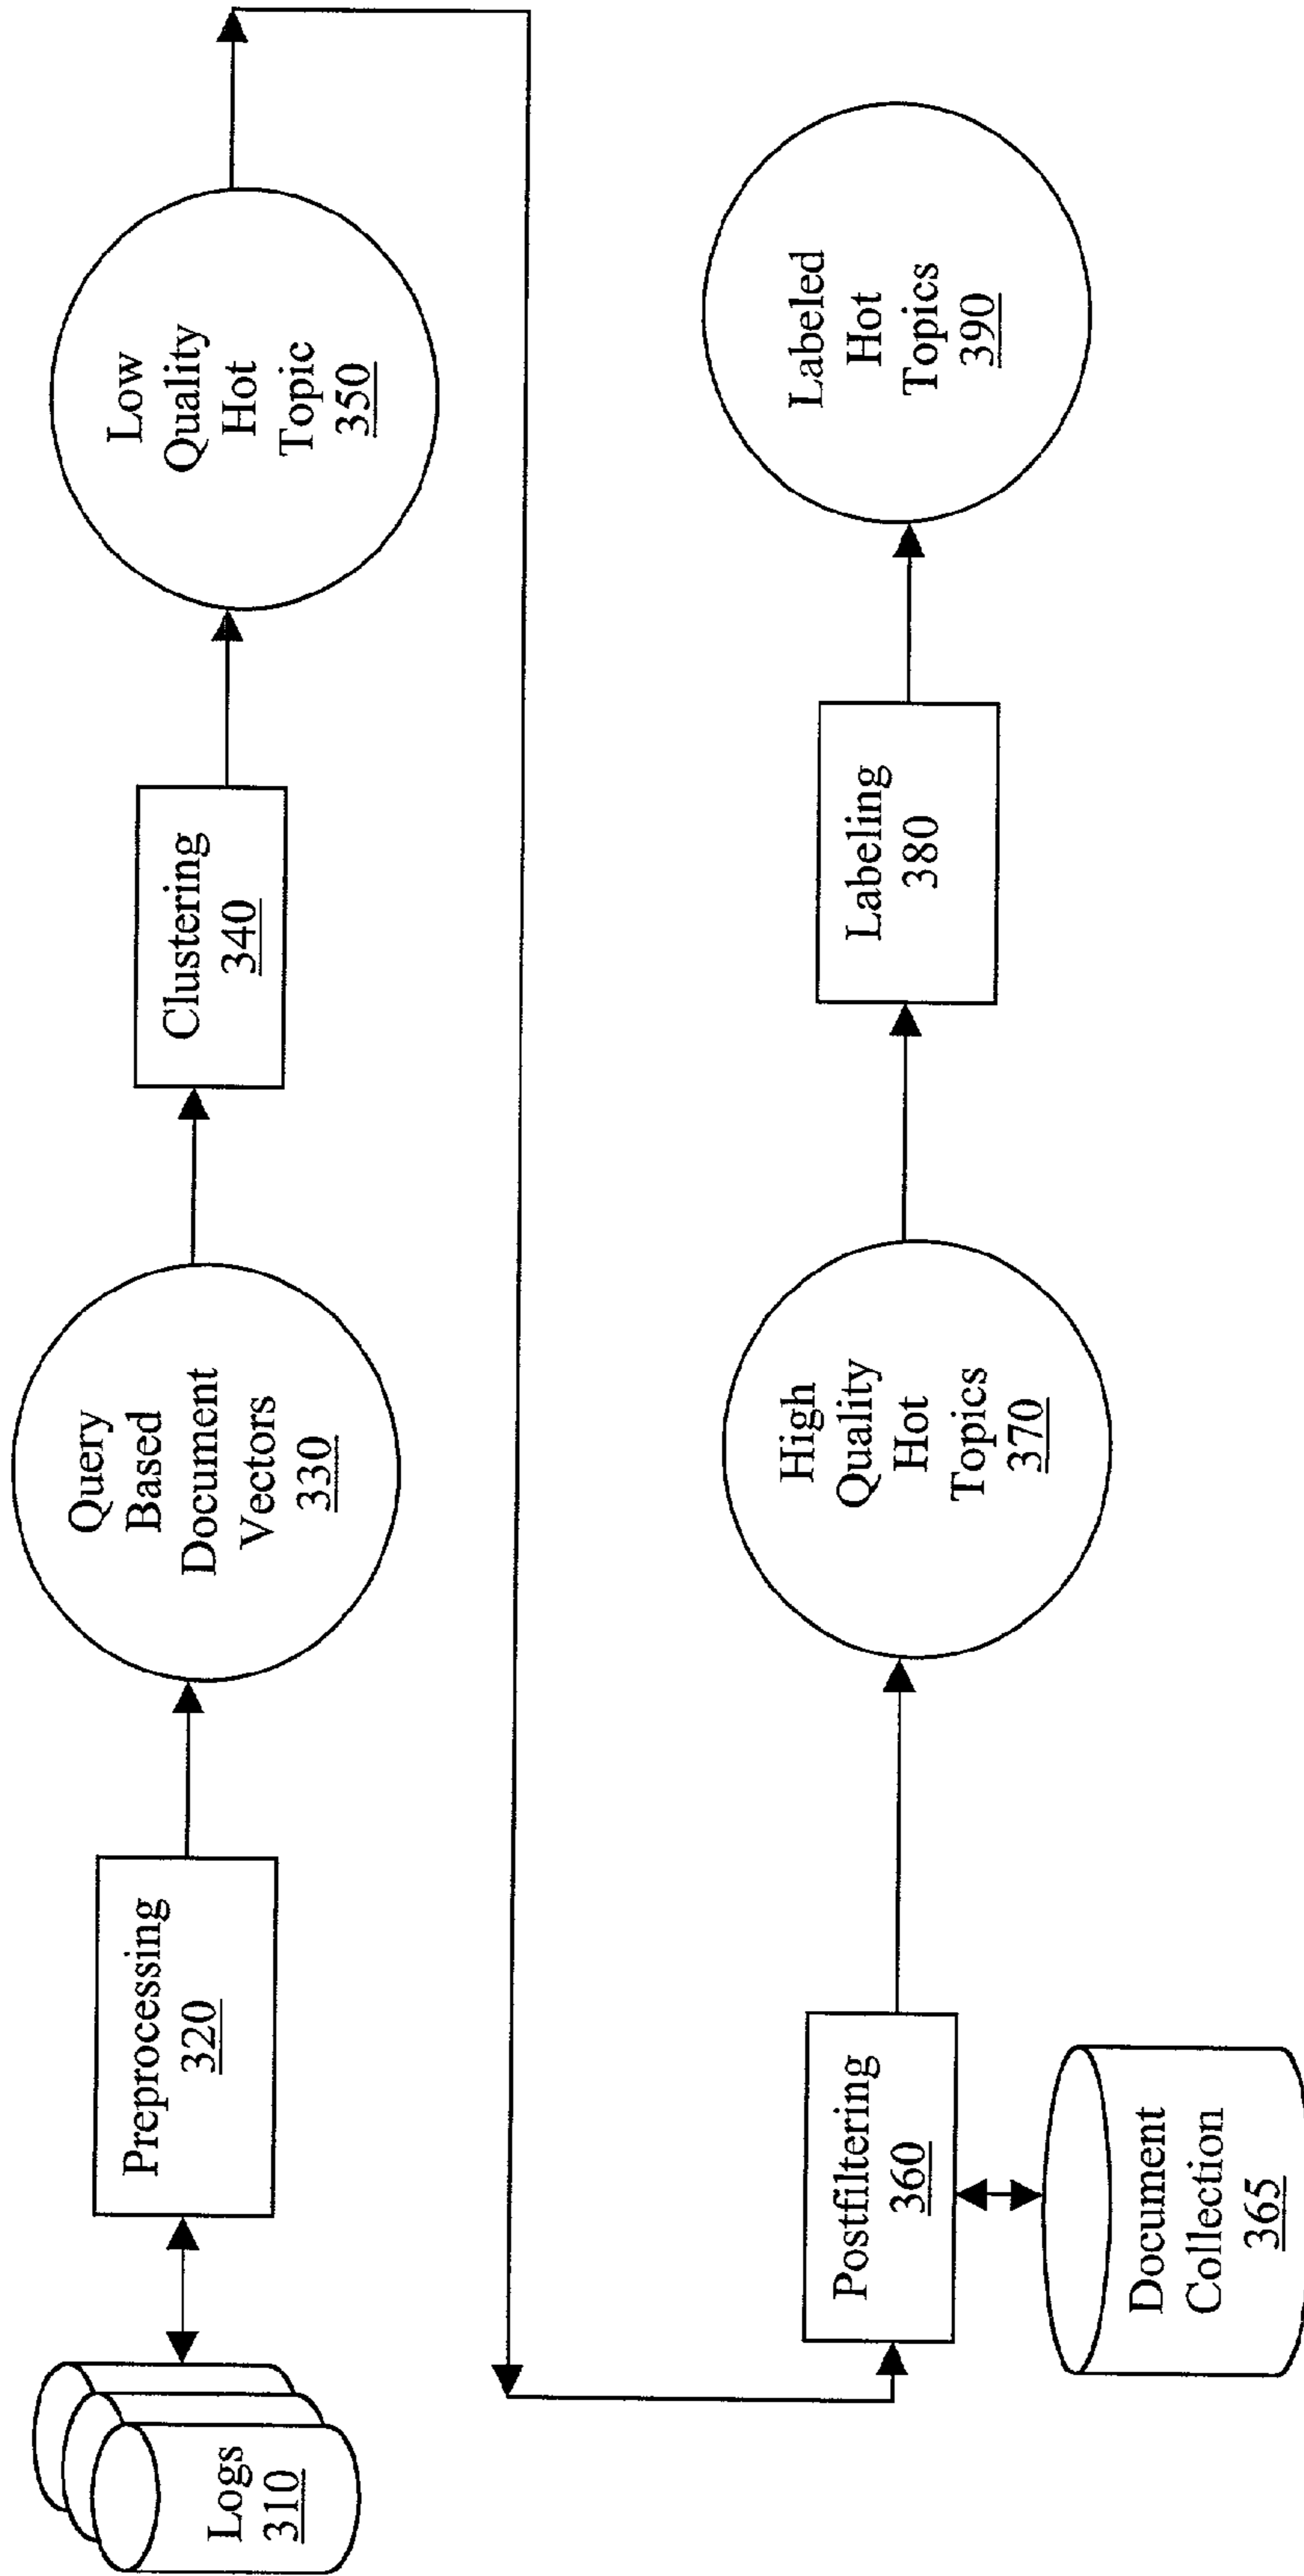 Logs
310
Preprocessing
320
Query
Based
Document
Vectors
330
Clustering
340
Low
Quality
Hot
Topic
350
Postfiltering
360
Document
Collection
365
High
Quality
Hot
Topics
370
Labeling
380
Labeled
Hot
Topics
390